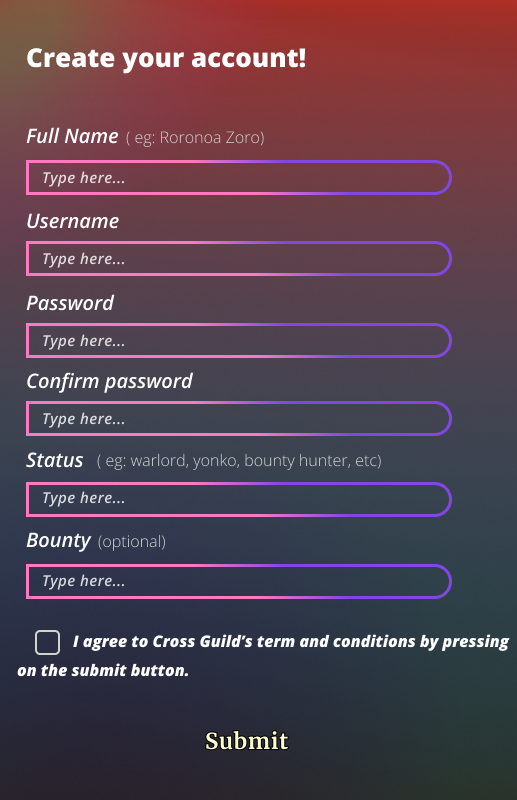 Create your account!
Full Name ( eg: Roronoa Zoro)
Type here...
Username
Type here...
Password
Type here...
Confirm password
Type here...
Status ( eg: warlord, yonko, bounty hunter, etc)
Type here...
Bounty (optional)
Type here...
I agree to Cross Guild’s term and conditions by pressing
on the submit button.
Submit